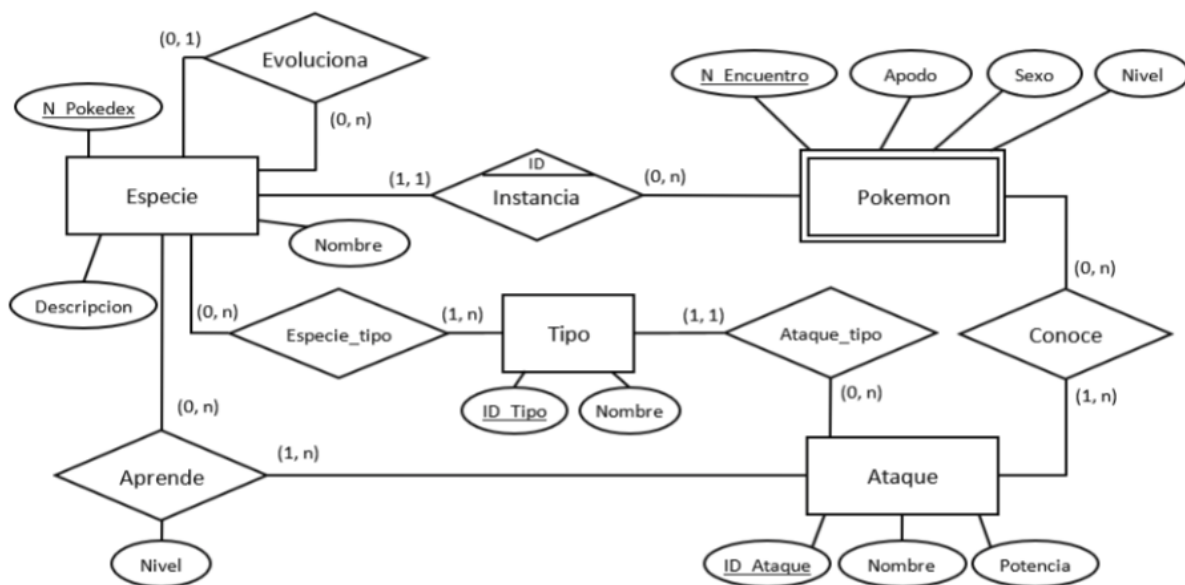 (0, 1)
Evoluciona
N_Encuentro
Apodo
Sexo
Nivel
N_Pokedex
(0, n)
Especie
(1, 1)
ID
Instancia
(0, n)
Pokemon
Nombre
Descripcion
(0, n)
Especie_tipo
(1, n)
Tipo
(1, 1)
Ataque_tipo
(0, n)
Conoce
ID_Tipo
Nombre
(0, n)
(1, n)
(0, n)
Aprende
(1, n)
Ataque
Nivel
ID_Ataque
Nombre
Potencia